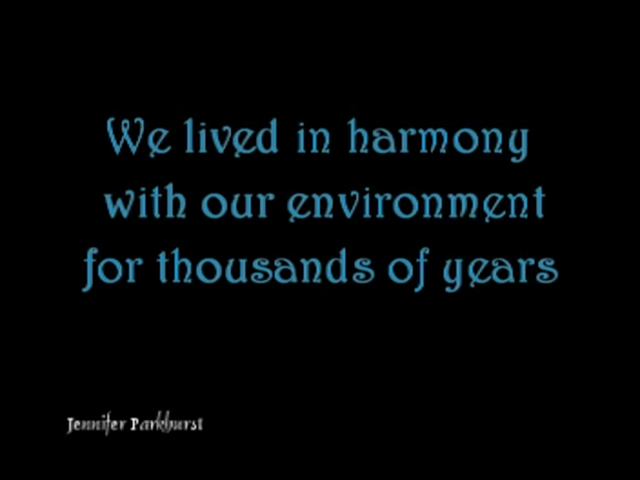 We lived in harmony
with our environment
for thousands of years
Jennifer Parkhurst